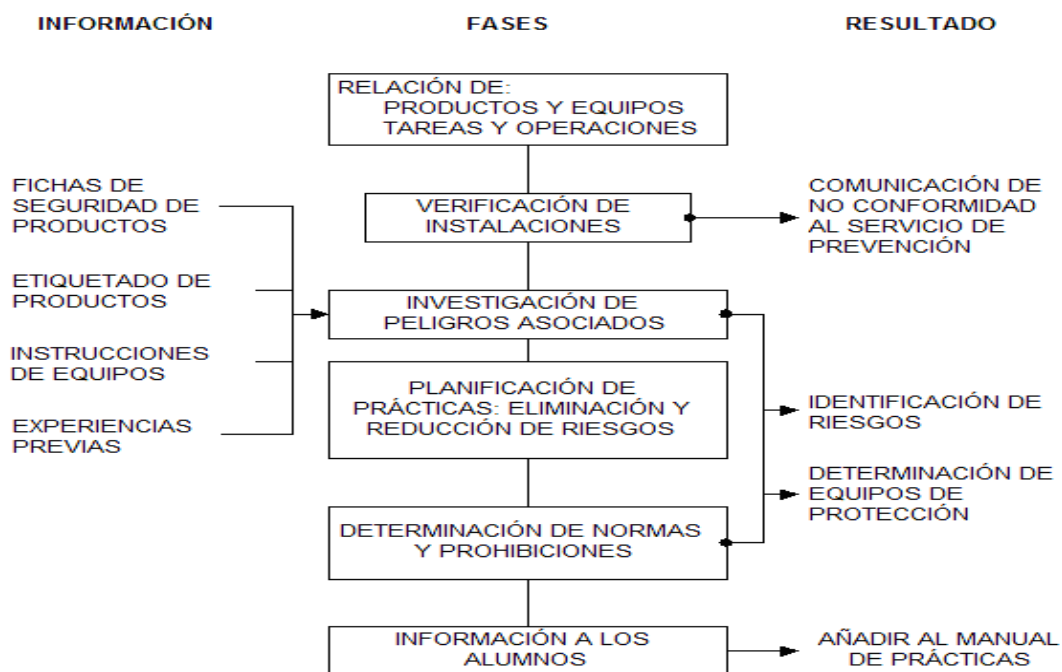 INFORMACIÓN
FASES
RESULTADO
RELACIÓN DE:
PRODUCTOS Y EQUIPOS
TAREAS Y OPERACIONES
FICHAS DE
SEGURIDAD DE
PRODUCTOS
VERIFICACIÓN DE
INSTALACIONES
COMUNICACIÓN DE
NO CONFORMIDAD
AL SERVICIO DE
PREVENCIÓN
ETIQUETADO DE
PRODUCTOS
INVESTIGACIÓN DE
PELIGROS ASOCIADOS
INSTRUCCIONES
DE EQUIPOS
PLANIFICACIÓN DE
PRÁCTICAS: ELIMINACIÓN Y
REDUCCIÓN DE RIESGOS
EXPERIENCIAS
PREVIAS
IDENTIFICACIÓN DE
RIESGOS
DETERMINACIÓN DE
EQUIPOS DE
PROTECCIÓN
DETERMINACIÓN DE NORMAS
Y PROHIBICIONES
INFORMACIÓN A LOS
ALUMNOS
AÑADIR AL MANUAL
DE PRÁCTICAS